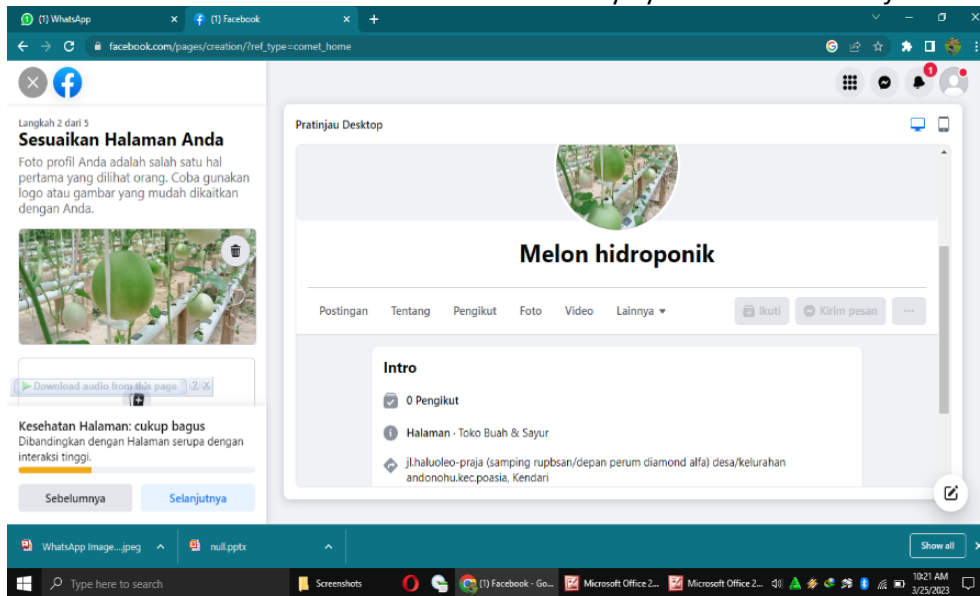 (1) WhatsApp
(1) Facebook
facebook.com/pages/creation/?ref_type=comet_home
1
Langkah 2 dari 5
Sesuaikan Halaman Anda
Foto profil Anda adalah salah satu hal
pertama yang dilihat orang. Coba gunakan
logo atau gambar yang mudah dikaitkan
dengan Anda.
Download audio from this page ? X
Kesehatan Halaman: cukup bagus
Dibandingkan dengan Halaman serupa dengan
interaksi tinggi.
Sebelumnya Selanjutnya
Pratinjau Desktop
Melon hidroponik
Postingan Tentang Pengikut Foto Video Lainnya Ikuti Kirim pesan
Intro
0 Pengikut
Halaman · Toko Buah & Sayur
jl.haluoleo-praja (samping rupbsan/depan perum diamond alfa) desa/kelurahan
andonohu.kec.poasia, Kendari
WhatsApp Image....jpeg null.pptx Show all
Type here to search Screenshots (1) Facebook - Go... Microsoft Office 2... Microsoft Office 2... 10:21 AM
3/25/2023